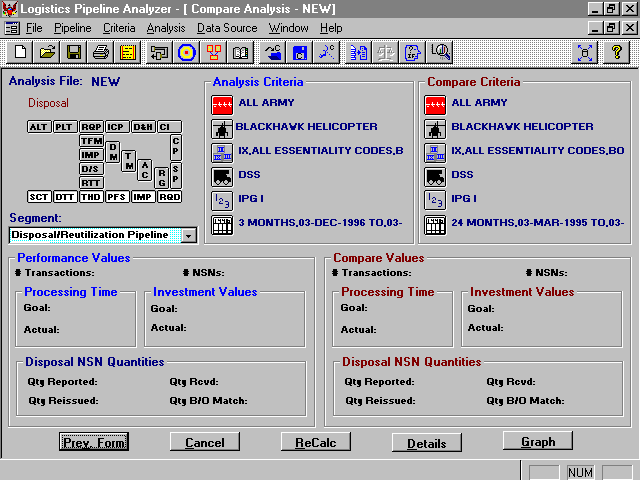 Logistics Pipeline Analyzer - [ Compare Analysis - NEW]
File Pipeline Criteria Analysis Data Source Window Help
Analysis File: NEW
Disposal
ALT PLT RQP ICP D&H CI
TFM
IMP
D/S
RTT
DM
TM
AC
RG
CP
SP
SCT DTT THD PFS IMP RQD
Segment:
Disposal/Reutilization Pipeline
Analysis Criteria
ALL ARMY
BLACKHAWK HELICOPTER
IX.ALL ESSENTIALITY CODES,B
DSS
IPG I
3 MONTHS,03-DEC-1996 TO,03-
Compare Criteria
ALL ARMY
BLACKHAWK HELICOPTER
IX.ALL ESSENTIALITY CODES,BO
DSS
IPG I
24 MONTHS,03-MAR-1995 TO,03-
Performance Values
# Transactions: # NSNs:
Processing Time
Goal:
Actual:
Investment Values
Goal:
Actual:
Disposal NSN Quantities
Qty Reported: Qty Rcvd:
Qty Reissued: Qty B/O Match:
Compare Values
# Transactions: # NSNs:
Processing Time
Goal:
Actual:
Investment Values
Goal:
Actual:
Disposal NSN Quantities
Qty Reported: Qty Rcvd:
Qty Reissued: Qty B/O Match:
Prev. Form Cancel ReCalc Details Graph
NUM